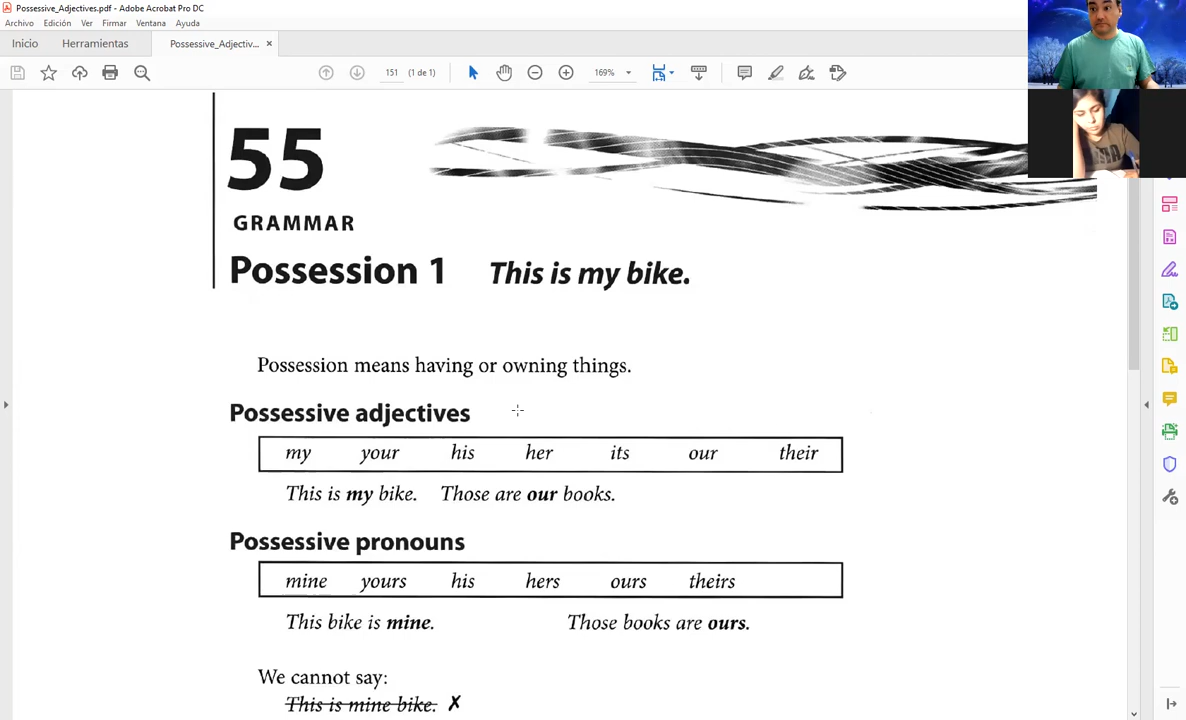 Possessive_Adjectives.pdf - Adobe Acrobat Pro DC
Archivo Edición Ver Firmar Ventana Ayuda
Inicio Herramientas Possessive_Adjectiv... ×
151 (1 de 1) 169%
55
GRAMMAR
Possession 1 This is my bike.
Possession means having or owning things.
Possessive adjectives
my your his her its our their
This is my bike. Those are our books.
Possessive pronouns
mine yours his hers ours theirs
This bike is mine. Those books are ours.
We cannot say:
This is mine bike. ✗